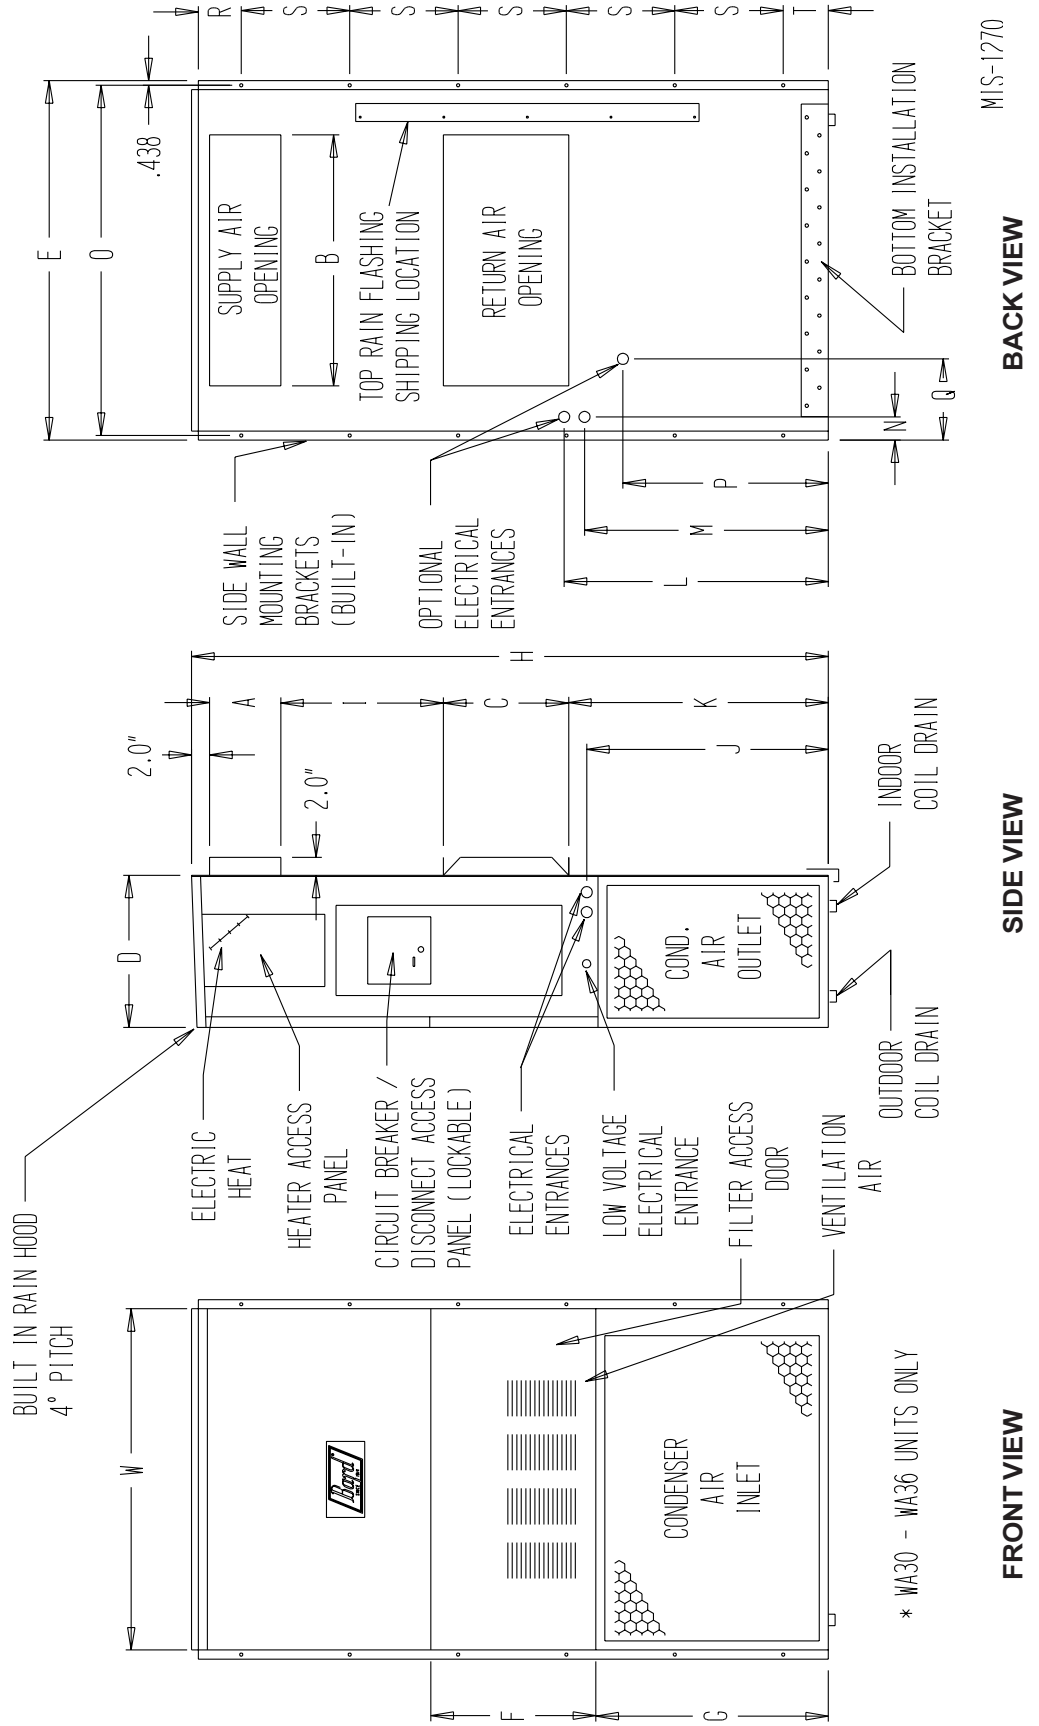 BUILT IN RAIN HOOD
4° PITCH
W
F
G
Bard
CONDENSER
AIR
INLET
* WA30 - WA36 UNITS ONLY
FRONT VIEW
ELECTRIC
HEAT
HEATER ACCESS
PANEL
CIRCUIT BREAKER /
DISCONNECT ACCESS
PANEL (LOCKABLE)
ELECTRICAL
ENTRANCES
LOW VOLTAGE
ELECTRICAL
ENTRANCE
FILTER ACCESS
DOOR
VENTILATION
AIR
D
2.0"
A
2.0"
I
C
H
K
J
COND.
AIR
OUTLET
OUTDOOR
COIL DRAIN
INDOOR
COIL DRAIN
SIDE VIEW
SIDE WALL
MOUNTING
BRACKETS
(BUILT-IN)
OPTIONAL
ELECTRICAL
ENTRANCES
L
M
P
N
Q
E
O
.438
SUPPLY AIR
OPENING
B
TOP RAIN FLASHING
SHIPPING LOCATION
RETURN AIR
OPENING
R
S
S
S
S
S
T
BOTTOM INSTALLATION
BRACKET
MIS-1270
BACK VIEW